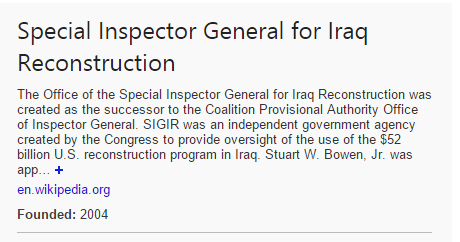 Special Inspector General for Iraq
Reconstruction
The Office of the Special Inspector General for Iraq Reconstruction was
created as the successor to the Coalition Provisional Authority Office
of Inspector General. SIGIR was an independent government agency
created by the Congress to provide oversight of the use of the $52
billion U.S. reconstruction program in Iraq. Stuart W. Bowen, Jr. was
app... +
en.wikipedia.org
Founded: 2004